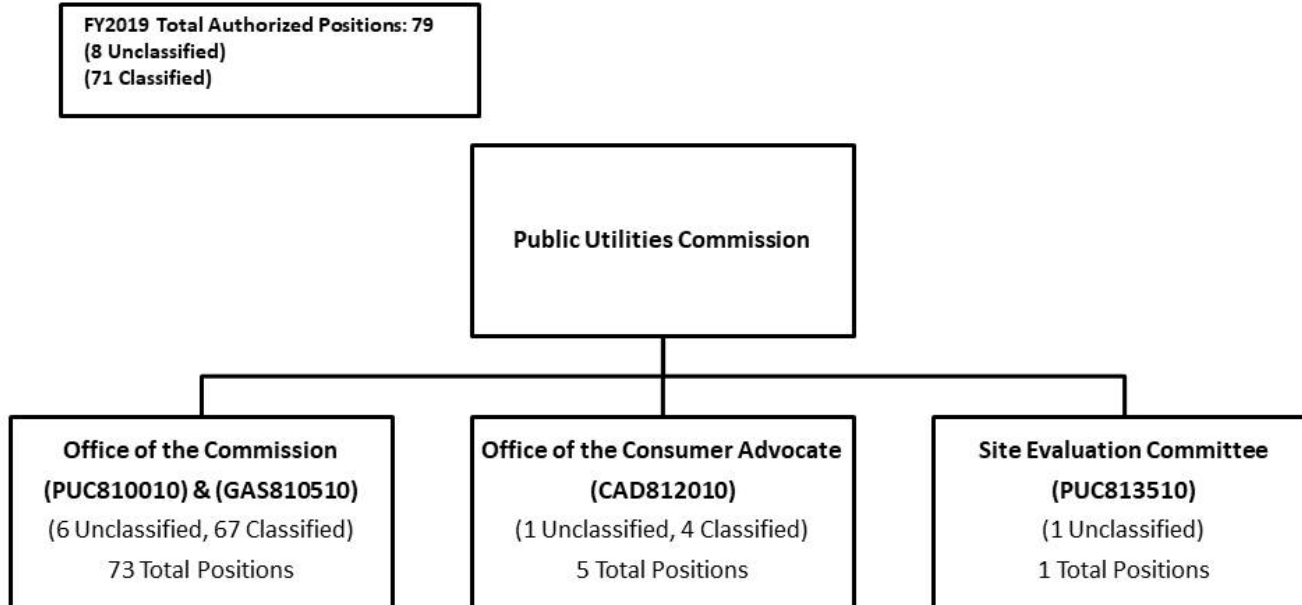 FY2019 Total Authorized Positions: 79
(8 Unclassified)
(71 Classified)
Public Utilities Commission
Office of the Commission
(PUC810010) & (GAS810510)
(6 Unclassified, 67 Classified)
73 Total Positions
Office of the Consumer Advocate
(CAD812010)
(1 Unclassified, 4 Classified)
5 Total Positions
Site Evaluation Committee
(PUC813510)
(1 Unclassified)
1 Total Positions